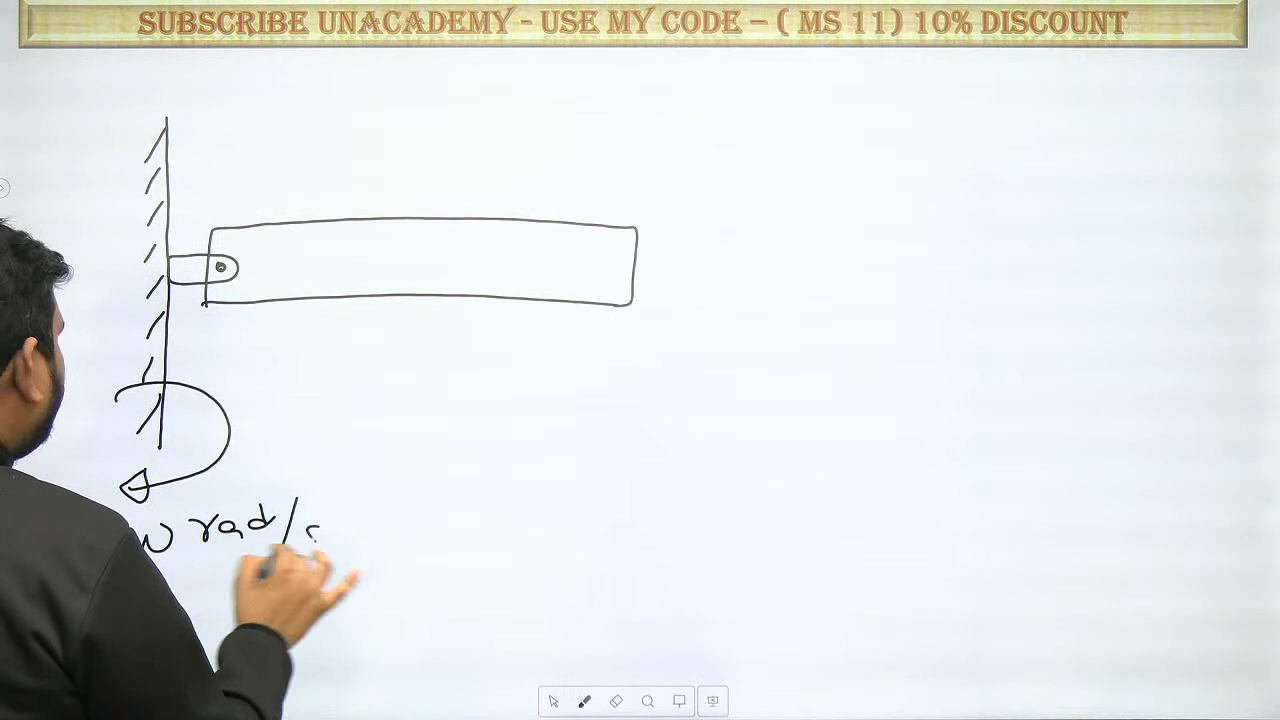 SUBSCRIBE UNACADEMY - USE MY CODE – ( MS 11) 10% DISCOUNT
ω rad/s